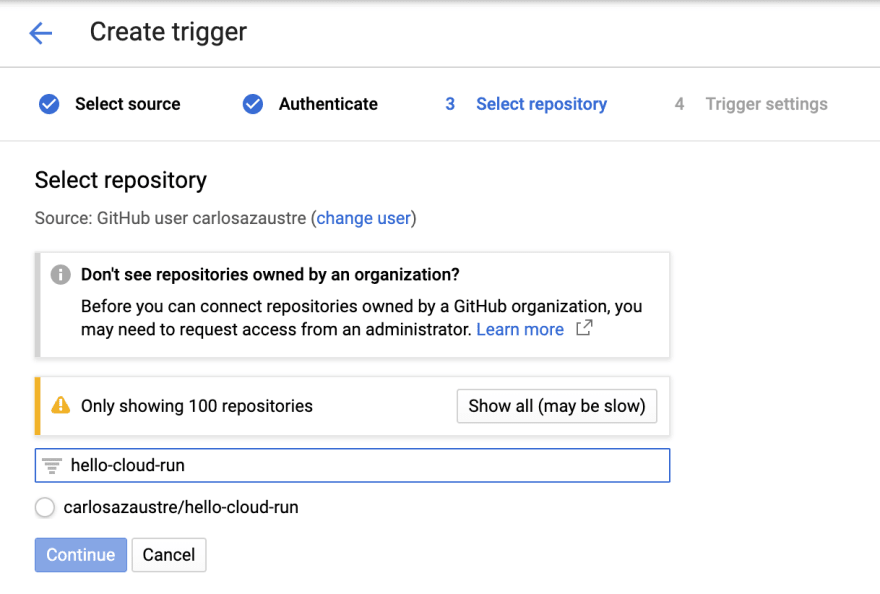 Create trigger
Select source Authenticate 3 Select repository 4 Trigger settings
Select repository
Source: GitHub user carlosazaustre (change user)
Don't see repositories owned by an organization?
Before you can connect repositories owned by a GitHub organization, you
may need to request access from an administrator. Learn more
Only showing 100 repositories Show all (may be slow)
hello-cloud-run
carlosazaustre/hello-cloud-run
Continue Cancel